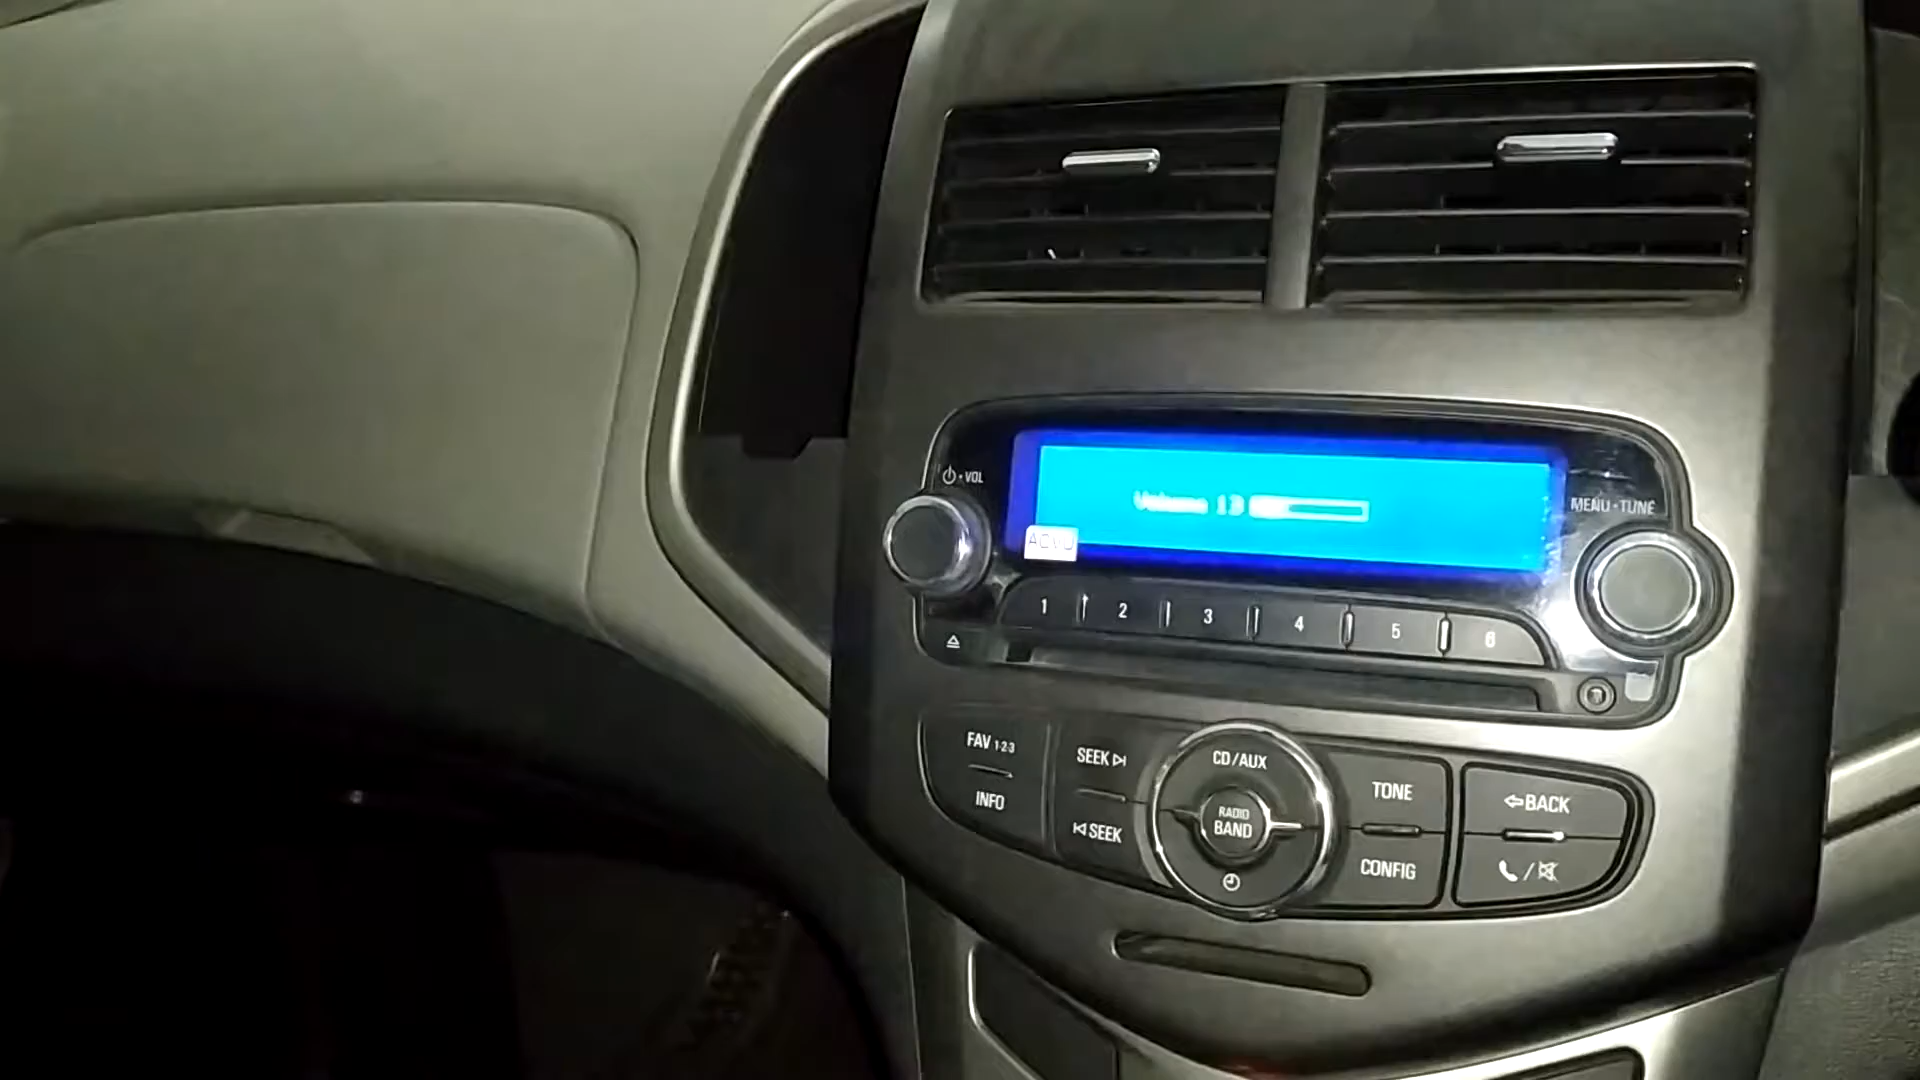 VOL
MENU • TUNE
Volume 13
1 2 3 4 5 6
FAV 1-2-3
INFO
SEEK
SEEK
CD/AUX
RADIO
BAND
TONE
CONFIG
BACK